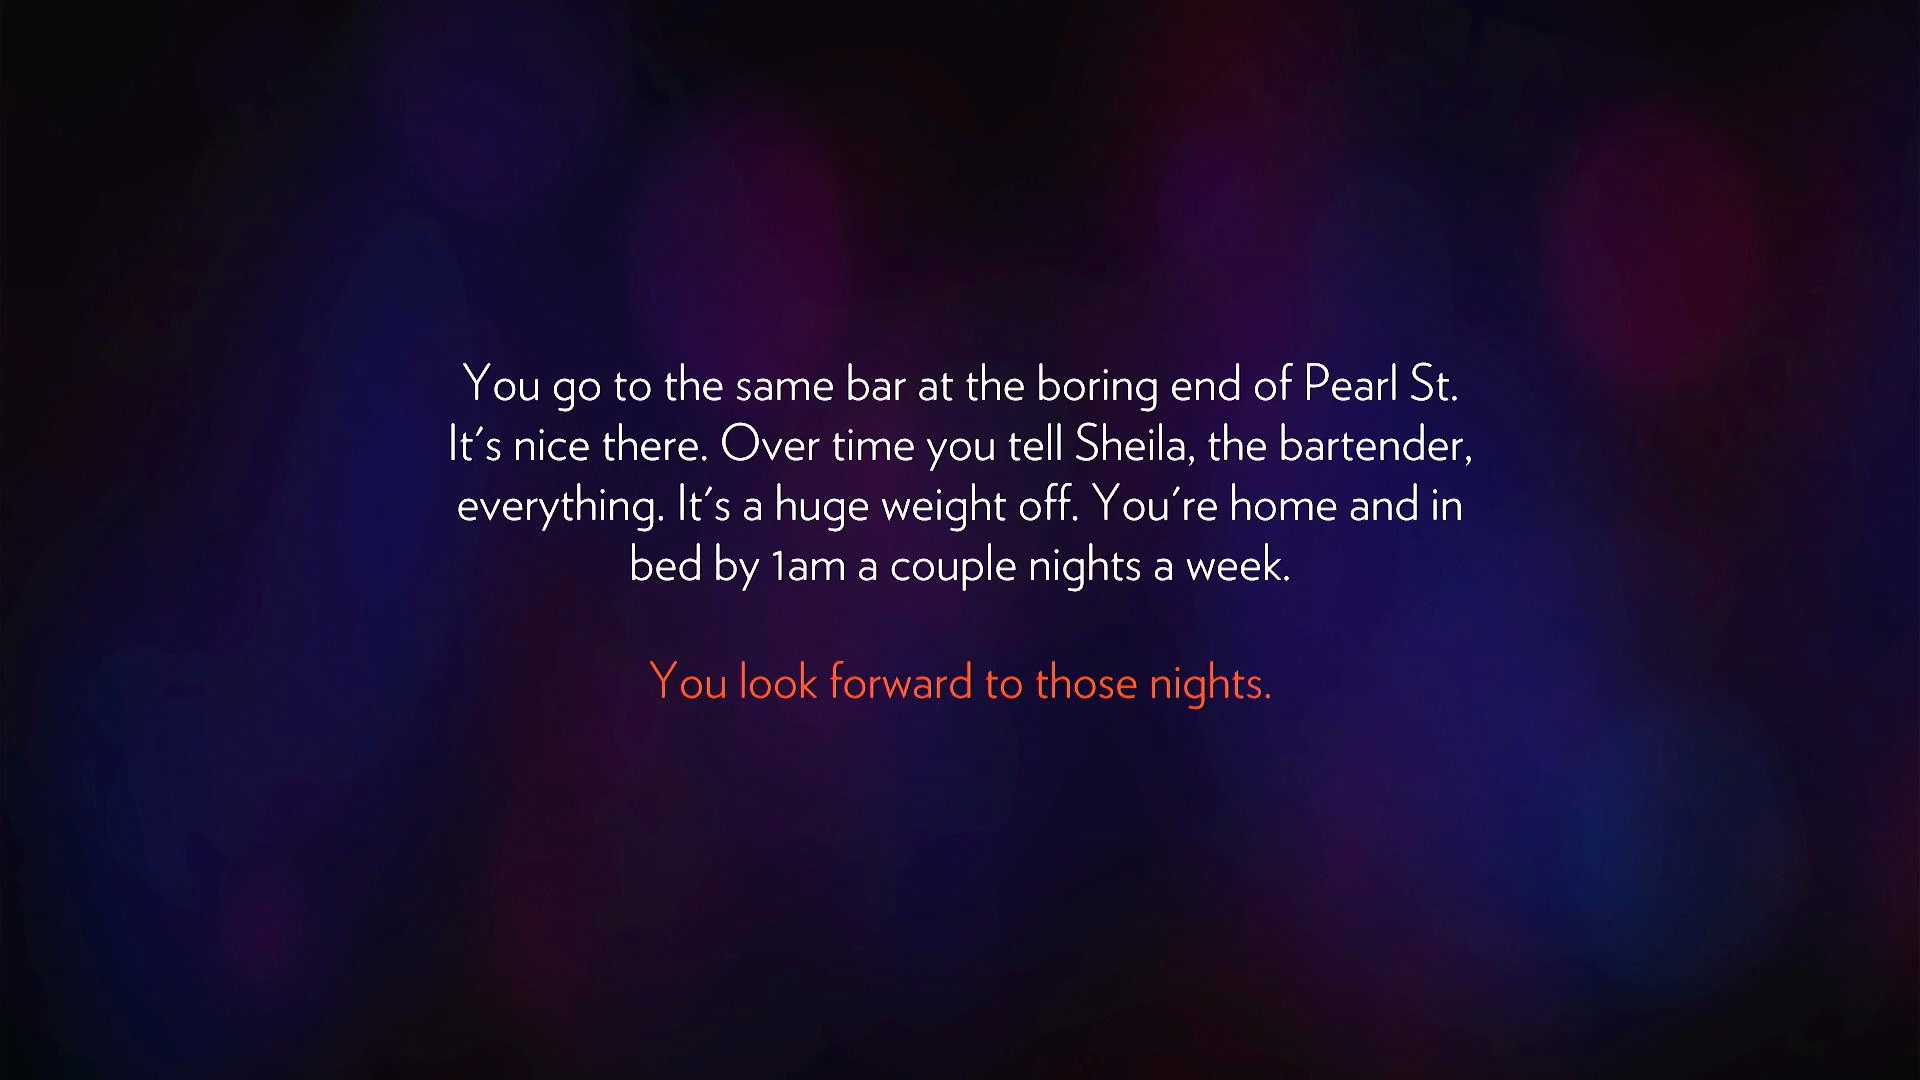 You go to the same bar at the boring end of Pearl St.
It's nice there. Over time you tell Sheila, the bartender,
everything. It's a huge weight off. You're home and in
bed by 1am a couple nights a week.
You look forward to those nights.